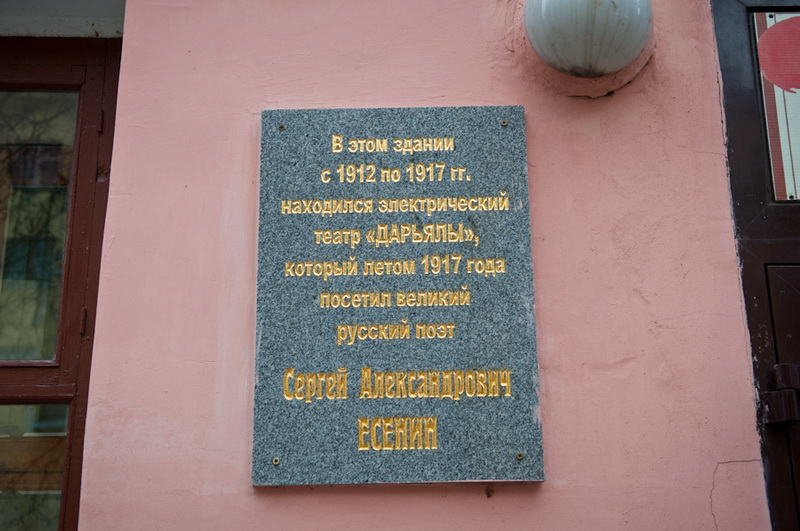 В этом здании
с 1912 по 1917 гг.
находился электрический
театр «ДАРЬЯЛЫ»,
который летом 1917 года
посетил великий
русский поэт
Сергей Александрович
ЕСЕНИН